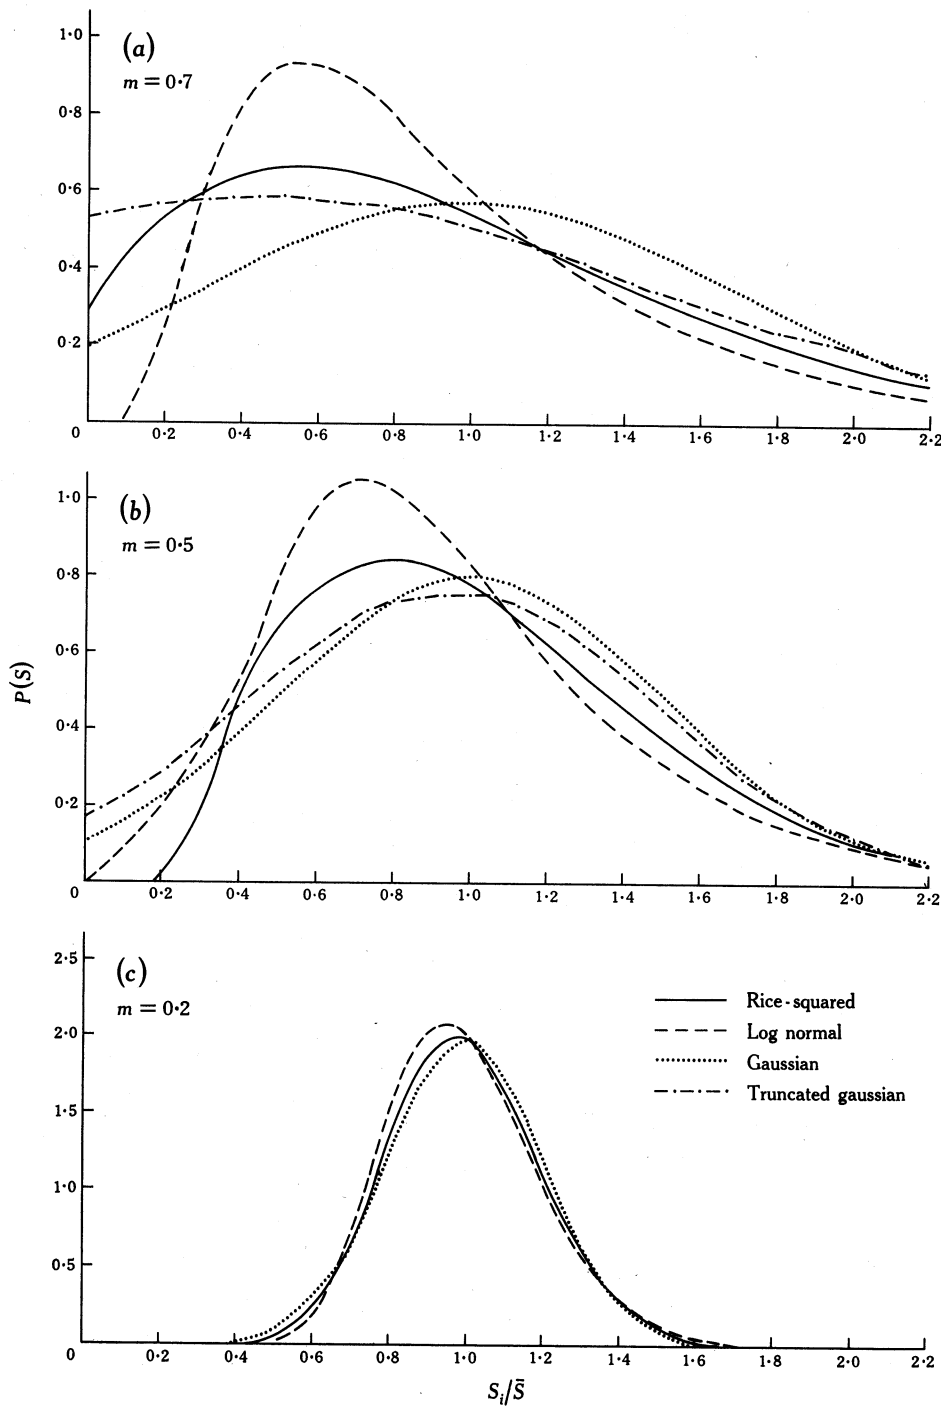 (a)
m = 0·7
1·0
0·8
0·6
0·4
0·2
0
0·2 0·4 0·6 0·8 1·0 1·2 1·4 1·6 1·8 2·0 2·2
(b)
m = 0·5
1·0
0·8
0·6
0·4
0·2
0 0·2 0·4 0·6 0·8 1·0 1·2 1·4 1·6 1·8 2·0 2·2
P(S)
(c)
m = 0·2
2·5
2·0
1·5
1·0
0·5
0 0·2 0·4 0·6 0·8 1·0 1·2 1·4 1·6 1·8 2·0 2·2
Rice-squared
Log normal
Gaussian
Truncated gaussian
Sᵢ/S̄